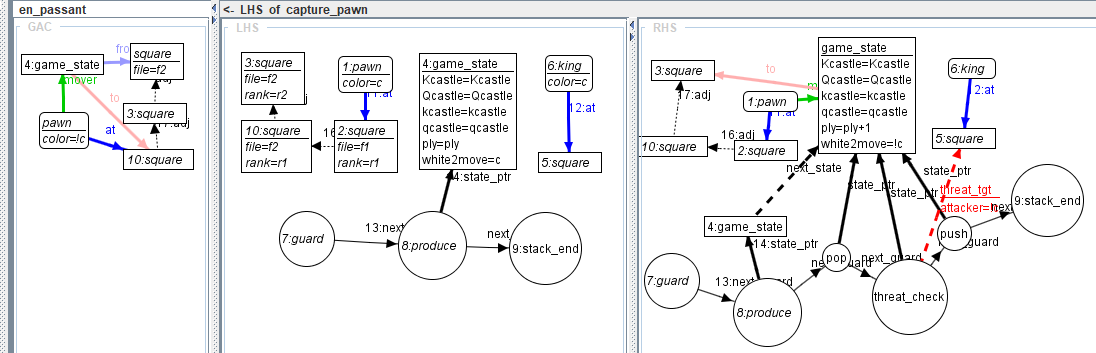 en_passant
<- LHS of capture_pawn
GAC
LHS
RHS
4:game_state
fro
square
file=f2
mover
to
3:square
pawn
color=!c
at
adj
10:square
3:square
file=f2
rank=r2
1:pawn
color=c
4:game_state
Kcastle=Kcastle
Qcastle=Qcastle
kcastle=kcastle
qcastle=qcastle
ply=ply
white2move=c
6:king
color=c
12:at
10:square
file=f2
rank=r1
16
2:square
file=f1
rank=r1
5:square
4:state_ptr
7:guard
13:next
8:produce
next
9:stack_end
3:square
to
game_state
Kcastle=Kcastle
Qcastle=Qcastle
kcastle=kcastle
qcastle=qcastle
ply=ply+1
white2move=!c
6:king
color=c
17:adj
1:pawn
2:at
10:square
16:adj
2:square
5:square
next_state
state_ptr
state_ptr
state_ptr
threat_tgt
attacker=!c
9:stack_end
4:game_state
14:state_ptr
push
pop
next_guard
7:guard
13:next
8:produce
threat_check